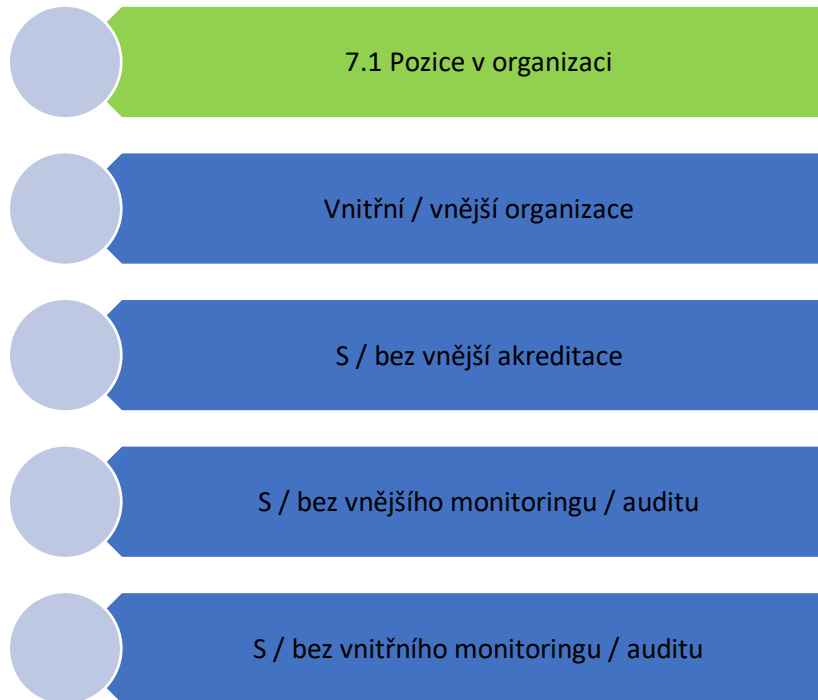 7.1 Pozice v organizaci
Vnitřní / vnější organizace
S / bez vnější akreditace
S / bez vnějšího monitoringu / auditu
S / bez vnitřního monitoringu / auditu